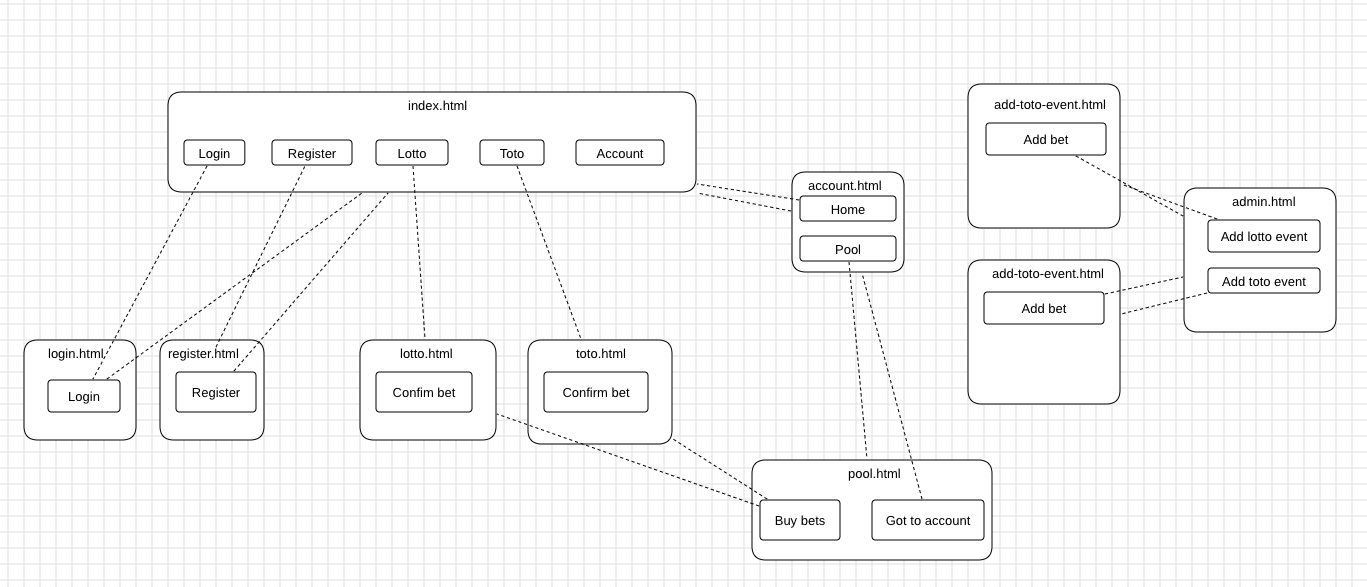 index.html
Login
Register
Lotto
Toto
Account
add-toto-event.html
Add bet
account.html
Home
Pool
admin.html
Add lotto event
Add toto event
add-toto-event.html
Add bet
login.html
Login
register.html
Register
lotto.html
Confim bet
toto.html
Confirm bet
pool.html
Buy bets
Got to account